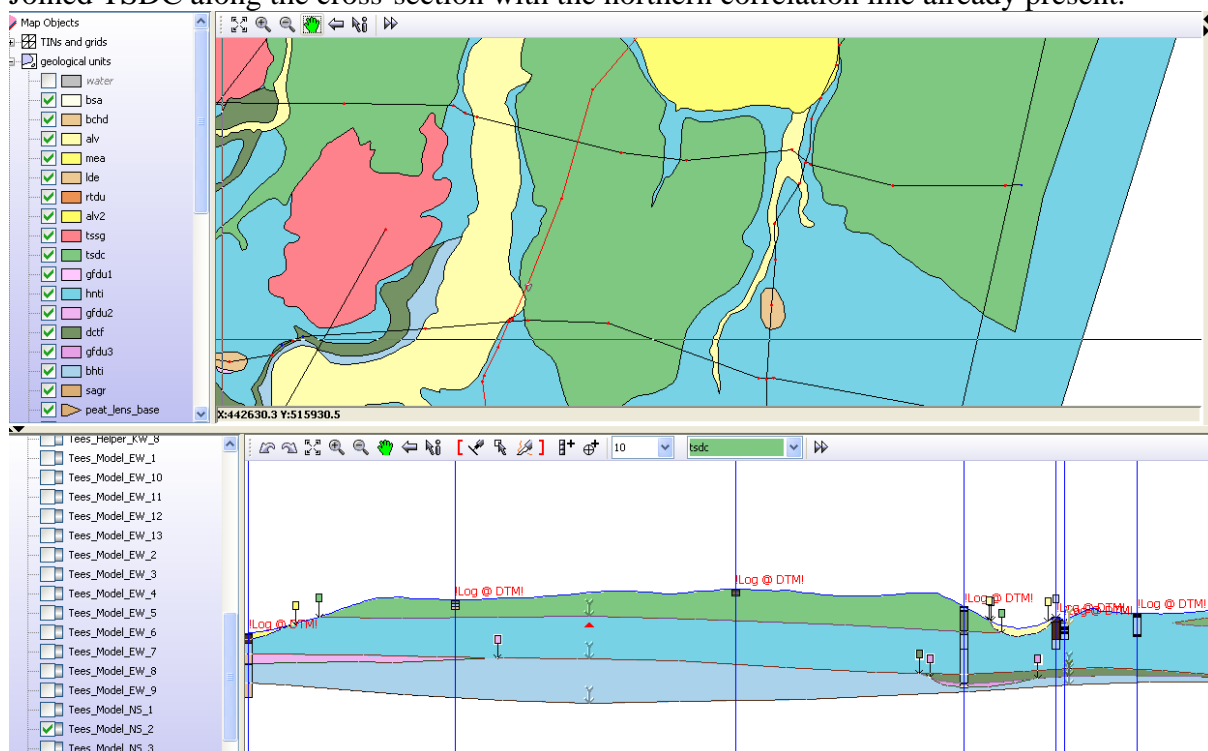 Joined TSDC along the cross-section with the northern correlation line already present.
Map Objects
TINs and grids
geological units
water
bsa
bchd
alv
mea
lde
rtdu
alv2
tssg
tsdc
gfdu1
hnti
gfdu2
dctf
gfdu3
bhti
sagr
peat_lens_base
X:442630.3 Y:515930.5
Tees_Helper_KW_8
Tees_Model_EW_1
Tees_Model_EW_10
Tees_Model_EW_11
Tees_Model_EW_12
Tees_Model_EW_13
Tees_Model_EW_2
Tees_Model_EW_3
Tees_Model_EW_4
Tees_Model_EW_5
Tees_Model_EW_6
Tees_Model_EW_7
Tees_Model_EW_8
Tees_Model_EW_9
Tees_Model_NS_1
Tees_Model_NS_2
Tees_Model_NS_3
10
tsdc
!Log @ DTM!
!Log @ DTM!
!Log @ DTM!
!Log @ DTM!
!Log @ DTM!